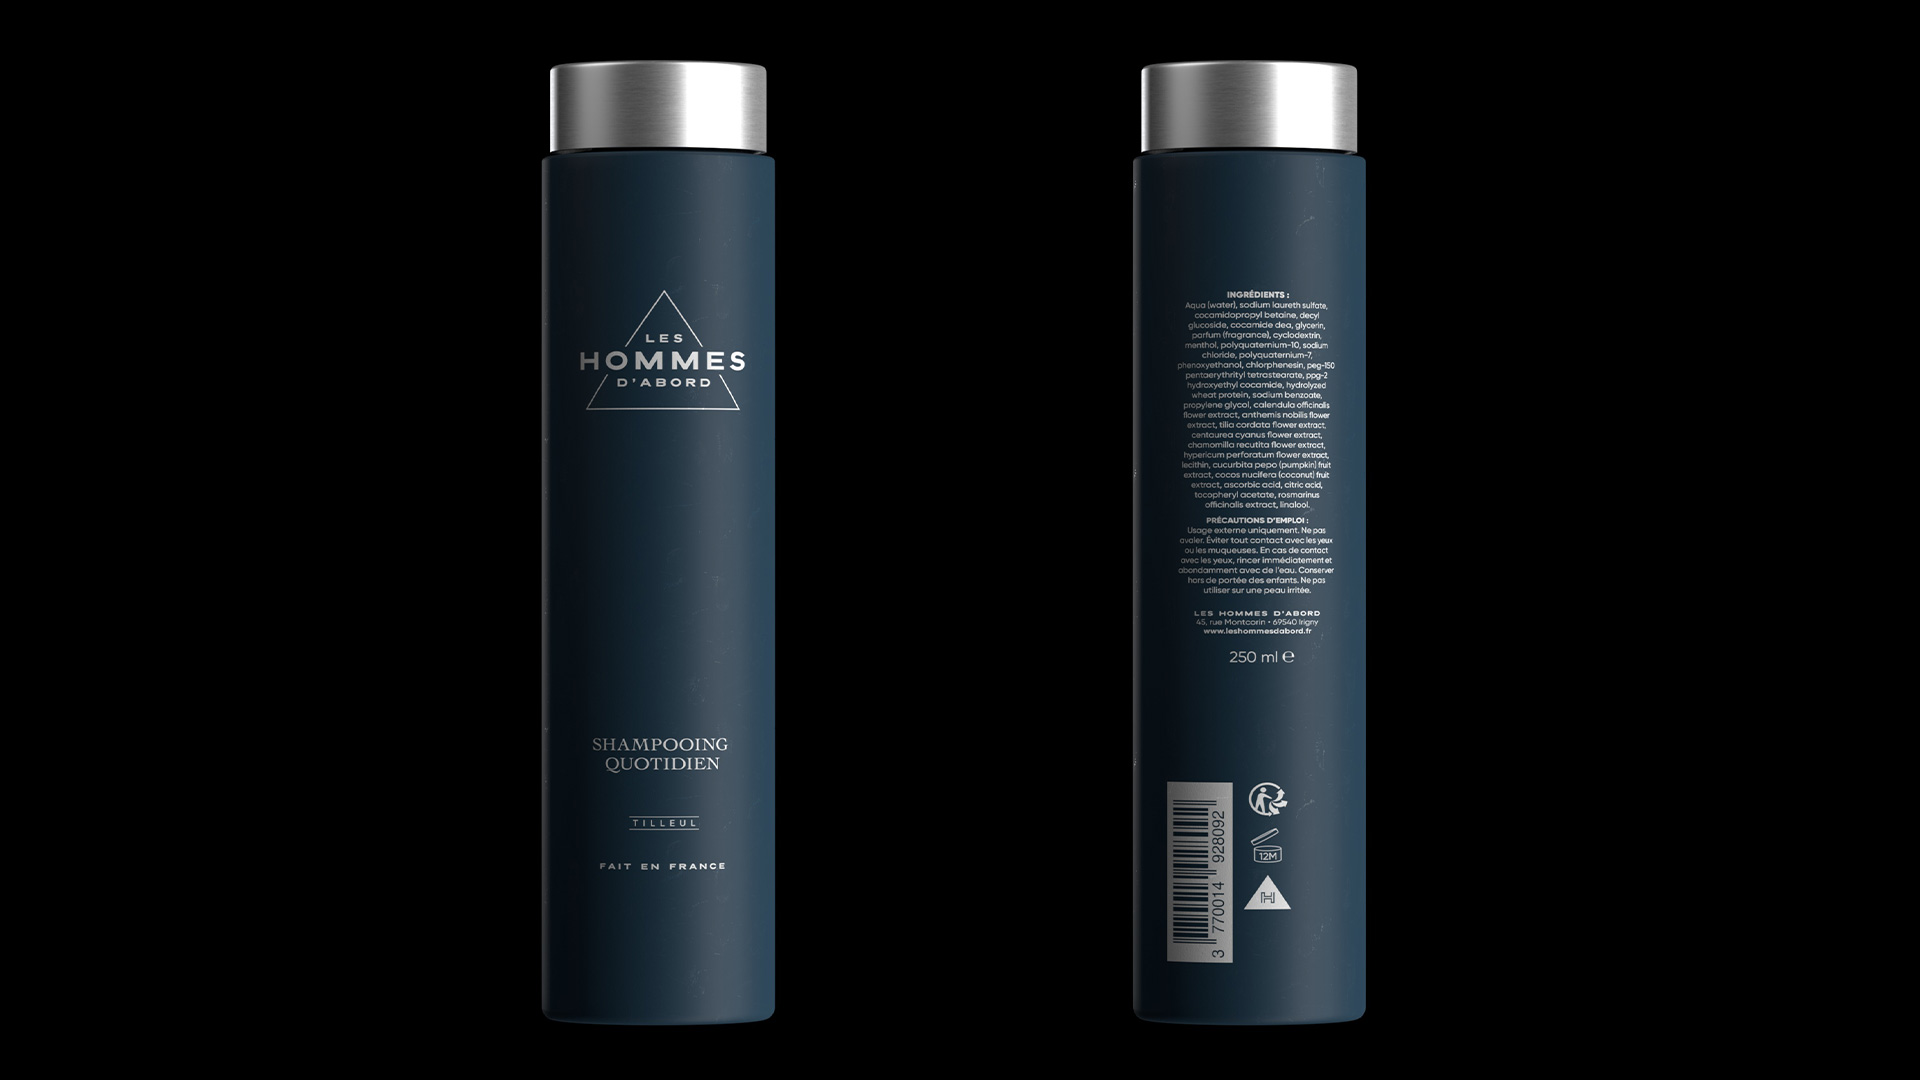 LES
HOMMES
D'ABORD
SHAMPOOING
QUOTIDIEN
TILLEUL
FAIT EN FRANCE
INGRÉDIENTS :
Aqua (water), sodium laureth sulfate,
cocamidopropyl betaine, decyl
glucoside, cocamide dea, glycerin,
parfum (fragrance), cyclodextrin,
menthol, polyquaternium-10, sodium
chloride, polyquaternium-7,
phenoxyethanol, chlorphenesin, peg-150
pentaerythrityl tetrastearate, ppg-2
hydroxyethyl cocamide, hydrolyzed
wheat protein, sodium benzoate,
propylene glycol, calendula officinalis
flower extract, anthemis nobilis flower
extract, tilia cordata flower extract,
centaurea cyanus flower extract,
chamomilla recutita flower extract,
hypericum perforatum flower extract,
lecithin, cucurbita pepo (pumpkin) fruit
extract, cocos nucifera (coconut) fruit
extract, ascorbic acid, citric acid,
tocopheryl acetate, rosmarinus
officinalis extract, linalool.
PRÉCAUTIONS D'EMPLOI :
Usage externe uniquement. Ne pas
avaler. Éviter tout contact avec les yeux
ou les muqueuses. En cas de contact
avec les yeux, rincer immédiatement et
abondamment avec de l'eau. Conserver
hors de portée des enfants. Ne pas
utiliser sur une peau irritée.
LES HOMMES D'ABORD
45, rue Montcorin • 69540 Irigny
www.leshommesdabord.fr
250 ml ℮
3 770014 928092
12M
H